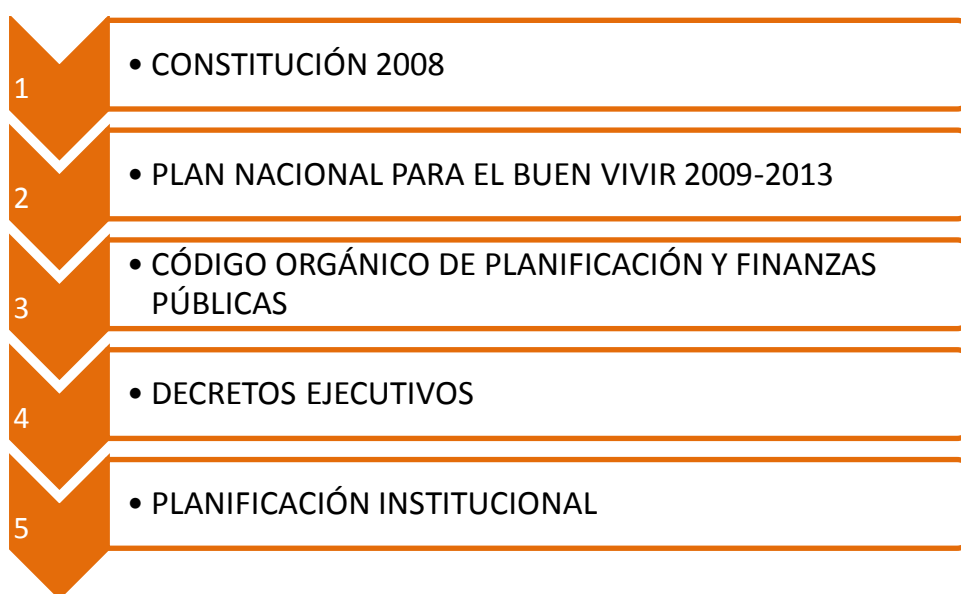 1
• CONSTITUCIÓN 2008
2
• PLAN NACIONAL PARA EL BUEN VIVIR 2009-2013
3
• CÓDIGO ORGÁNICO DE PLANIFICACIÓN Y FINANZAS
PÚBLICAS
4
• DECRETOS EJECUTIVOS
5
• PLANIFICACIÓN INSTITUCIONAL